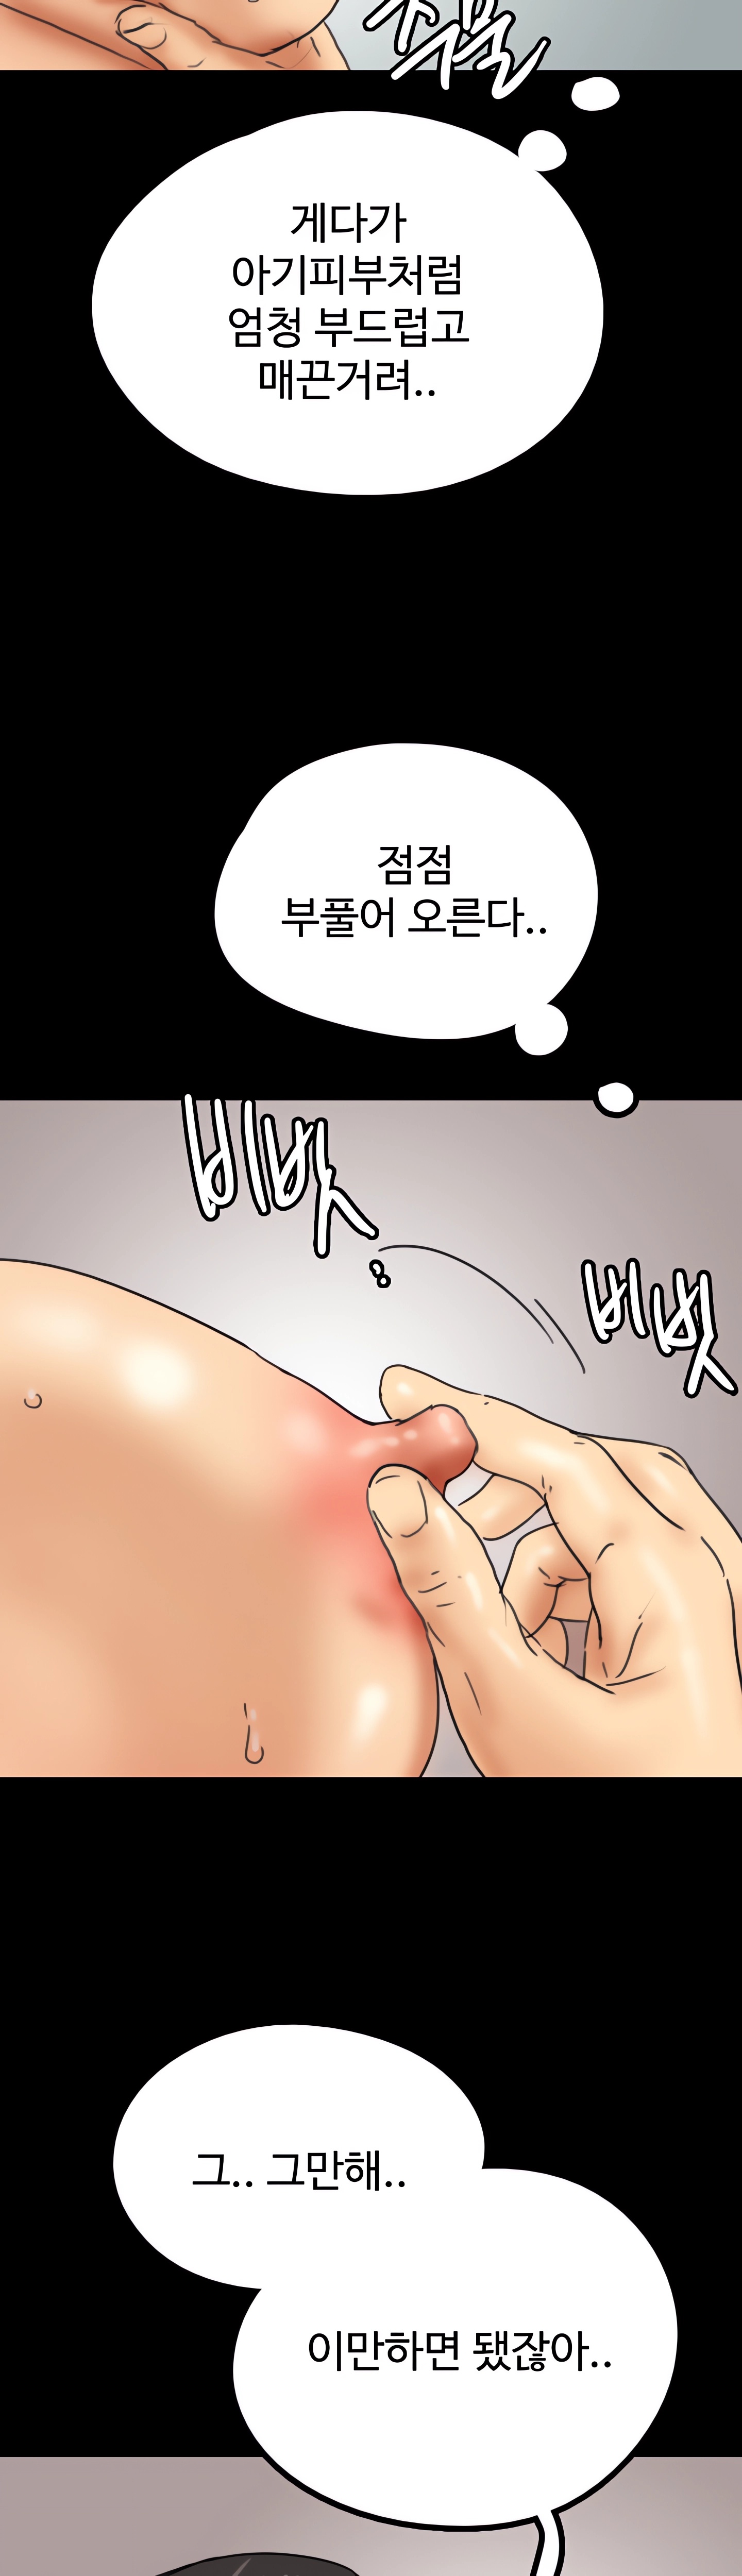 게다가
아기피부처럼
엄청 부드럽고
매끈거려..
점점
부풀어 오른다..
비빗
비빗
그.. 그만해..
이만하면 됐잖아..